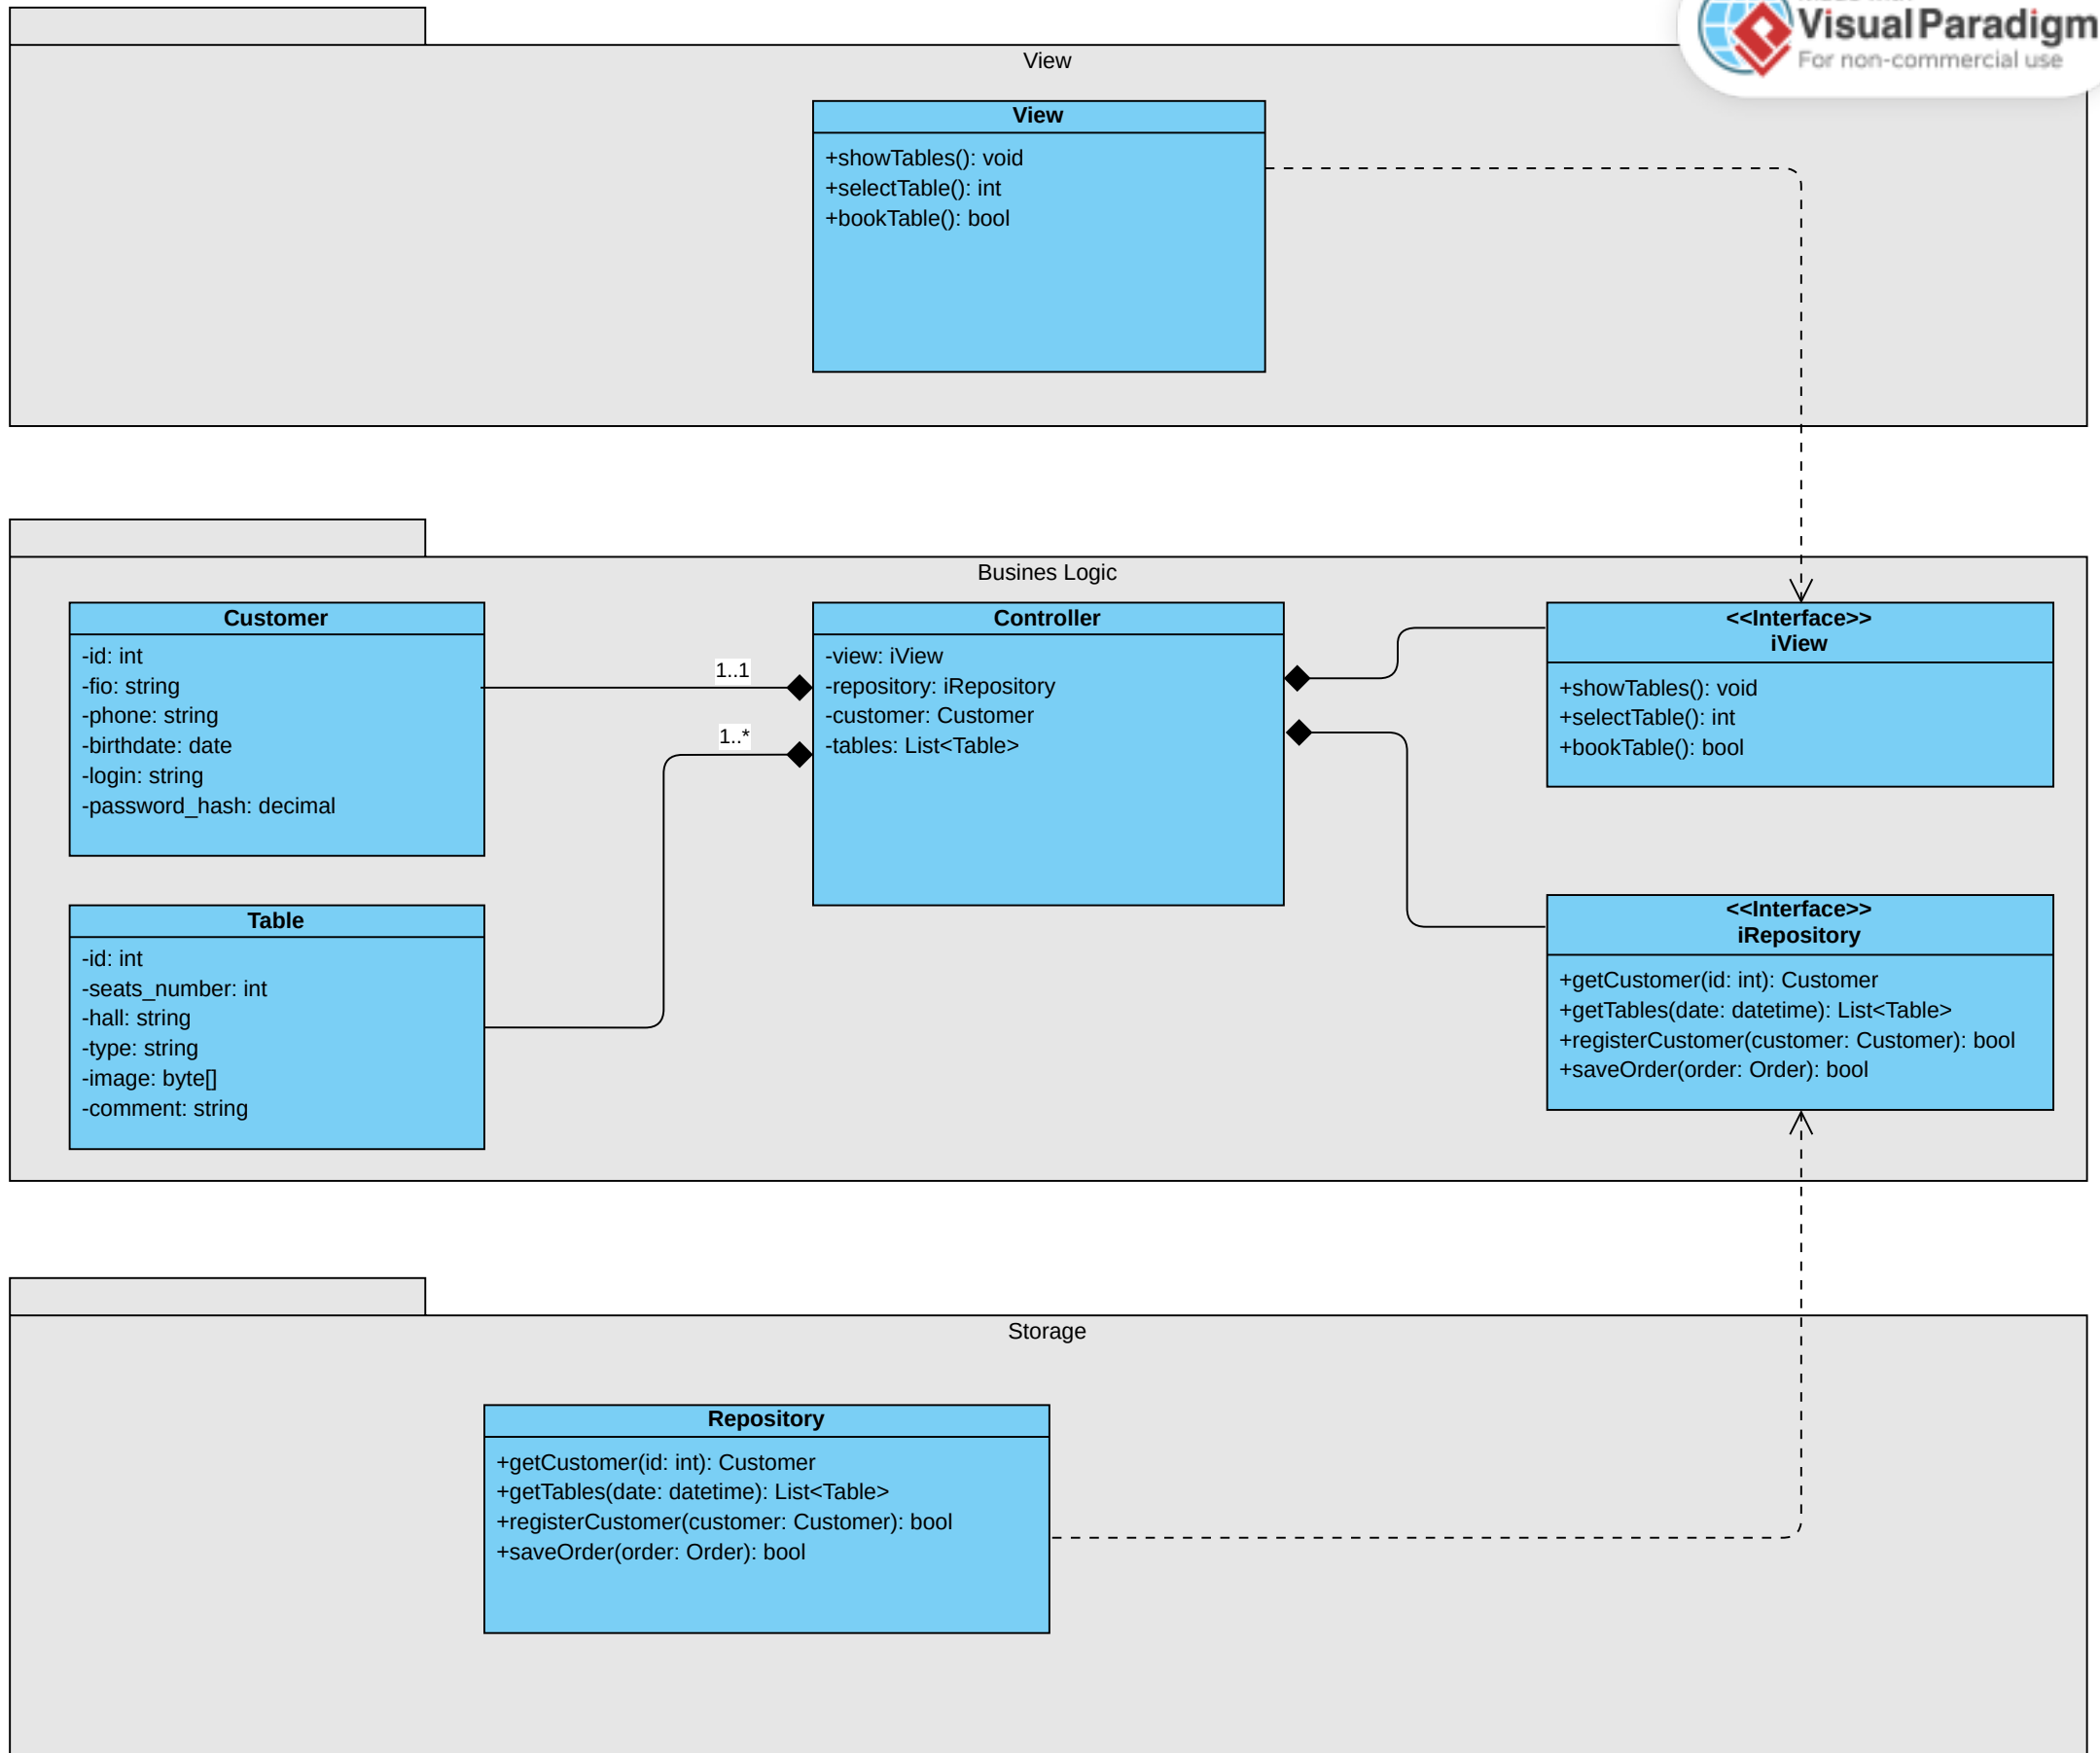 VisualParadigm
For non-commercial use
View
View
+showTables(): void
+selectTable(): int
+bookTable(): bool
Busines Logic
Customer
-id: int
-fio: string
-phone: string
-birthdate: date
-login: string
-password_hash: decimal
1..1
1..*
Controller
-view: iView
-repository: iRepository
-customer: Customer
-tables: List<Table>
<<Interface>>
iView
+showTables(): void
+selectTable(): int
+bookTable(): bool
Table
-id: int
-seats_number: int
-hall: string
-type: string
-image: byte[]
-comment: string
<<Interface>>
iRepository
+getCustomer(id: int): Customer
+getTables(date: datetime): List<Table>
+registerCustomer(customer: Customer): bool
+saveOrder(order: Order): bool
Storage
Repository
+getCustomer(id: int): Customer
+getTables(date: datetime): List<Table>
+registerCustomer(customer: Customer): bool
+saveOrder(order: Order): bool